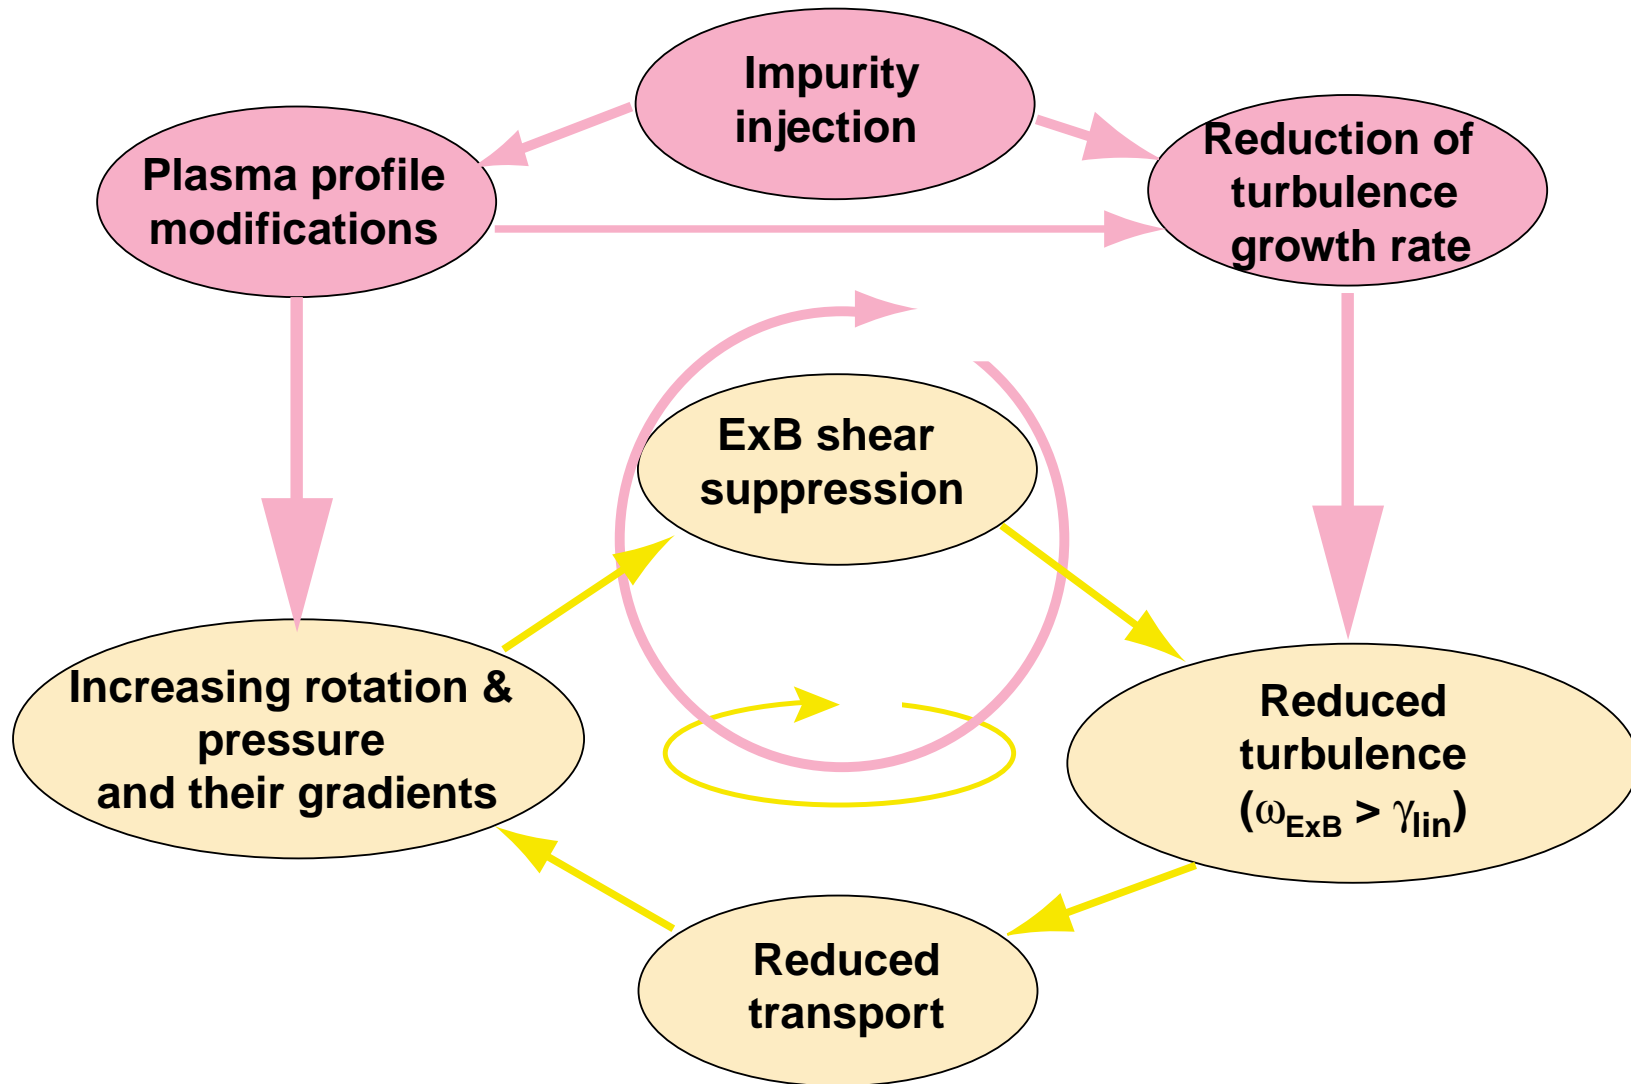 Impurity
injection
Plasma profile
modifications
Reduction of
turbulence
growth rate
ExB shear
suppression
Increasing rotation &
pressure
and their gradients
Reduced
turbulence
(ωExB > γlin)
Reduced
transport